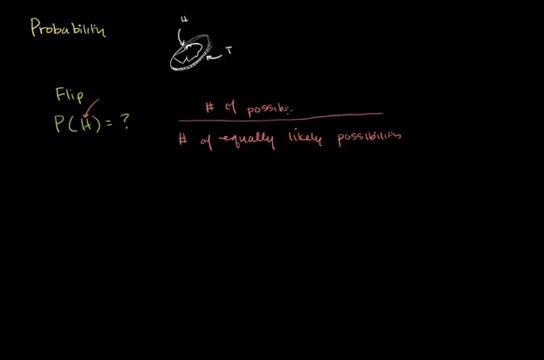 Probability
H
T
Flip
P(H) = ?
# of possib
# of equally likely possibilities